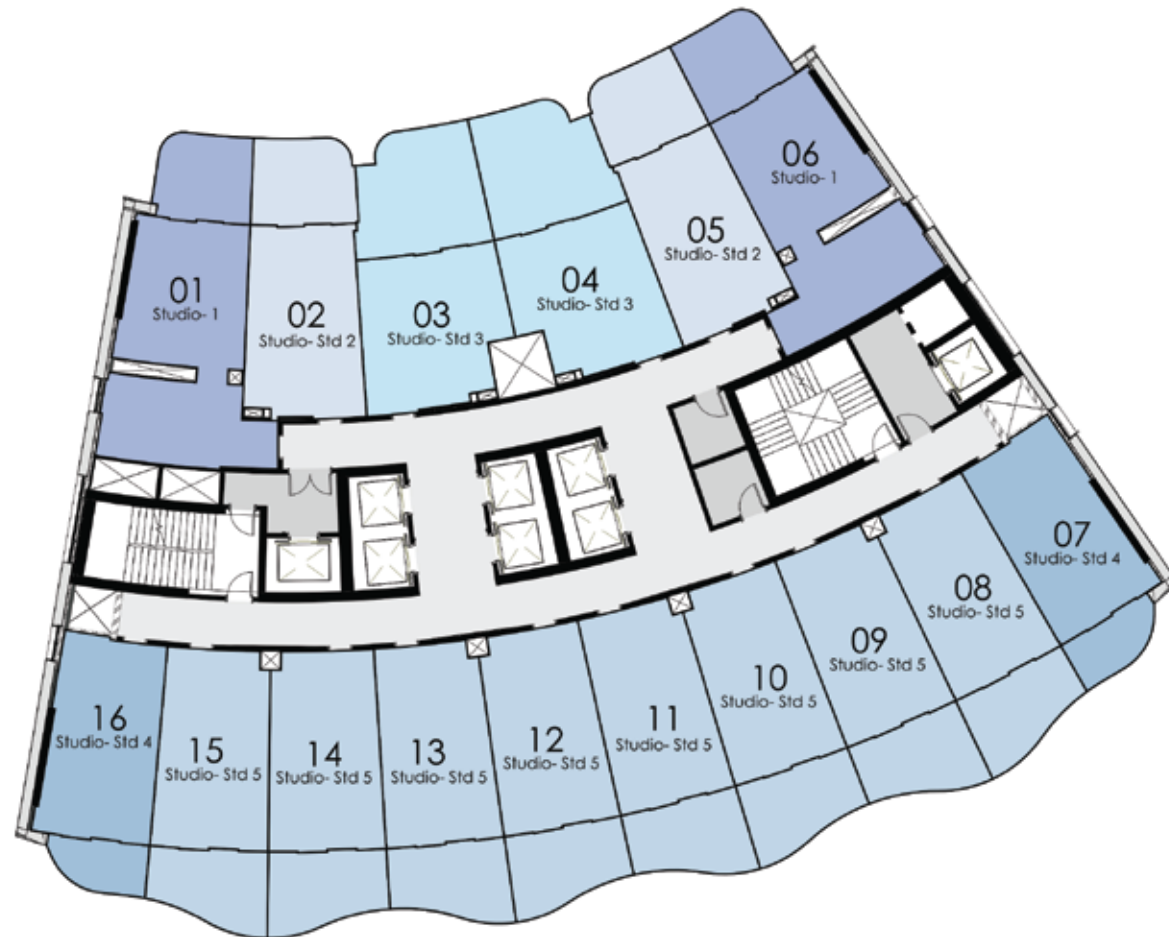 01
Studio- 1
02
Studio- Std 2
03
Studio- Std 3
04
Studio- Std 3
05
Studio- Std 2
06
Studio- 1
07
Studio- Std 4
08
Studio- Std 5
09
Studio- Std 5
10
Studio- Std 5
11
Studio- Std 5
12
Studio- Std 5
13
Studio- Std 5
14
Studio- Std 5
15
Studio- Std 5
16
Studio- Std 4